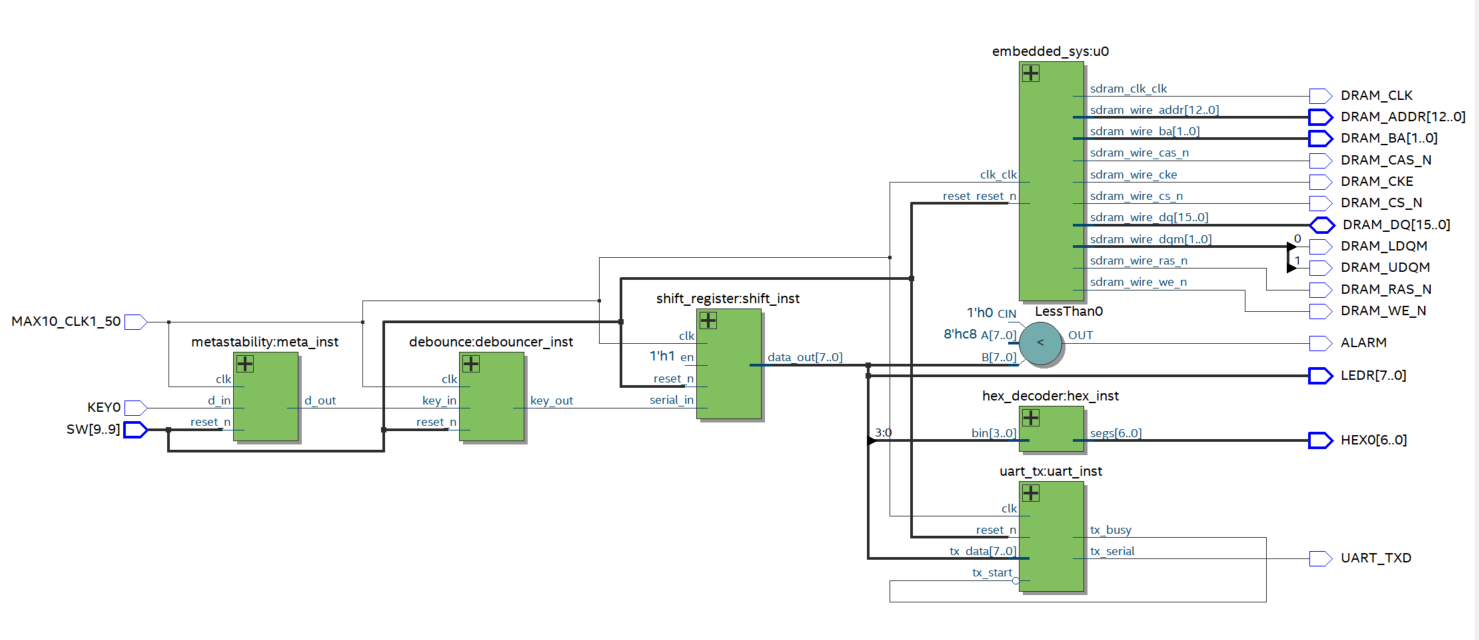 embedded_sys:u0
sdram_clk_clk
DRAM_CLK
sdram_wire_addr[12..0]
DRAM_ADDR[12..0]
sdram_wire_ba[1..0]
DRAM_BA[1..0]
sdram_wire_cas_n
DRAM_CAS_N
clk_clk
sdram_wire_cke
DRAM_CKE
reset_reset_n
sdram_wire_cs_n
DRAM_CS_N
sdram_wire_dq[15..0]
DRAM_DQ[15..0]
sdram_wire_dqm[1..0]
0
DRAM_LDQM
1
DRAM_UDQM
sdram_wire_ras_n
DRAM_RAS_N
sdram_wire_we_n
DRAM_WE_N
MAX10_CLK1_50
KEY0
SW[9..9]
metastability:meta_inst
clk
d_in
reset_n
d_out
debounce:debouncer_inst
clk
key_in
reset_n
key_out
shift_register:shift_inst
clk
1'h1 en
reset_n
serial_in
data_out[7..0]
LessThan0
1'h0 CIN
8'hc8 A[7..0]
B[7..0]
<
OUT
ALARM
LEDR[7..0]
hex_decoder:hex_inst
3:0
bin[3..0]
segs[6..0]
HEX0[6..0]
uart_tx:uart_inst
clk
reset_n
tx_data[7..0]
tx_start
tx_busy
tx_serial
UART_TXD